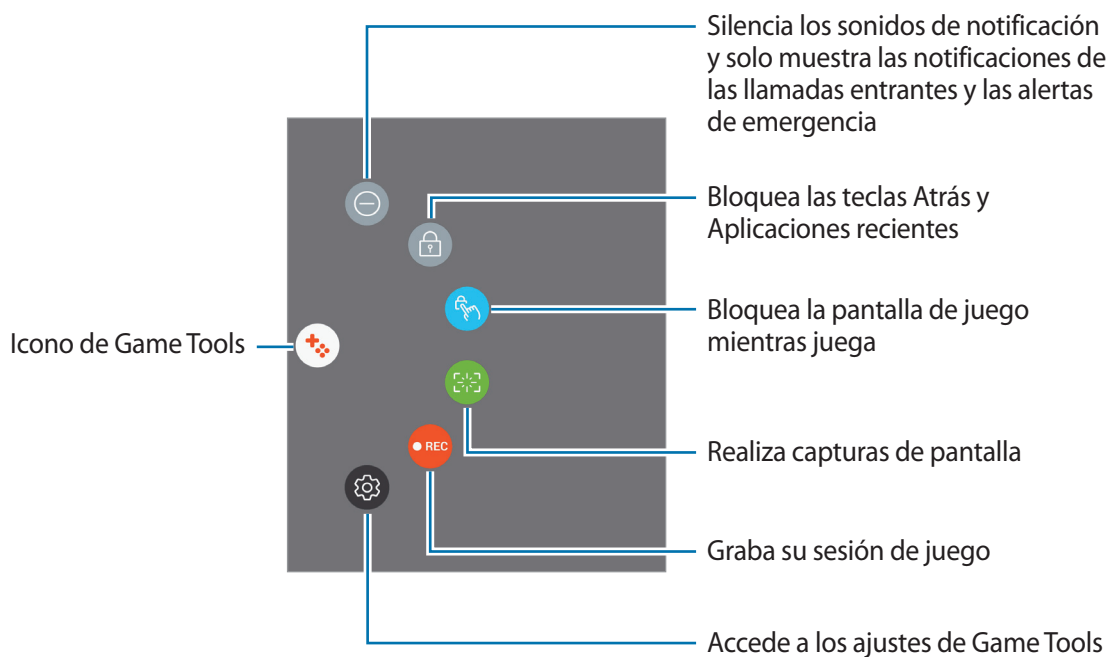 Silencia los sonidos de notificación
y solo muestra las notificaciones de
las llamadas entrantes y las alertas
de emergencia
Bloquea las teclas Atrás y
Aplicaciones recientes
Bloquea la pantalla de juego
mientras juega
Icono de Game Tools
REC
Realiza capturas de pantalla
Graba su sesión de juego
Accede a los ajustes de Game Tools